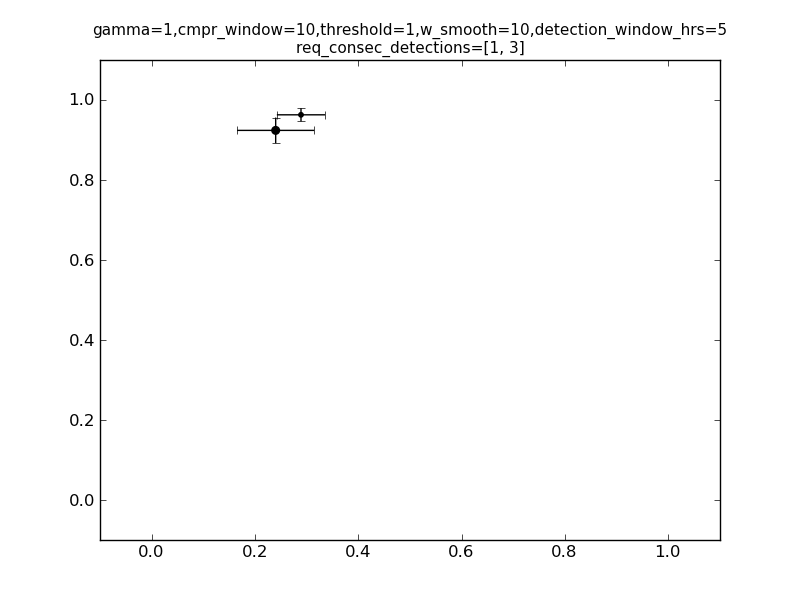 gamma=1,cmpr_window=10,threshold=1,w_smooth=10,detection_window_hrs=5
req_consec_detections=[1, 3]
1.0
0.8
0.6
0.4
0.2
0.0
0.0 0.2 0.4 0.6 0.8 1.0